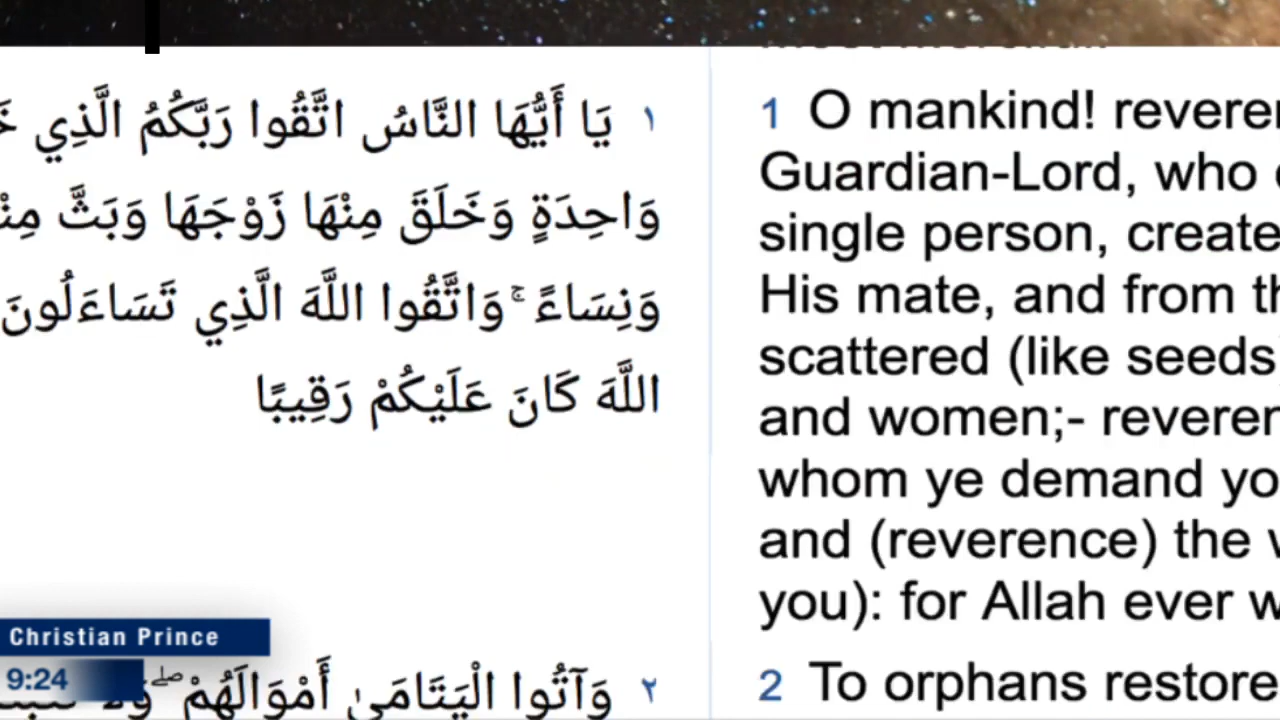 ١ يَا أَيُّهَا النَّاسُ اتَّقُوا رَبَّكُمُ الَّذِي
وَاحِدَةٍ وَخَلَقَ مِنْهَا زَوْجَهَا وَبَثَّ
وَنِسَاءً ۚ وَاتَّقُوا اللَّهَ الَّذِي تَسَاءَلُونَ
اللَّهَ كَانَ عَلَيْكُمْ رَقِيبًا
٢ وَآتُوا الْيَتَامَىٰ أَمْوَالَهُمْ ۖ
1 O mankind! reveren
Guardian-Lord, who
single person, create
His mate, and from th
scattered (like seeds)
and women;- reveren
whom ye demand yo
and (reverence) the
you): for Allah ever w
2 To orphans restore
Christian Prince
9:24